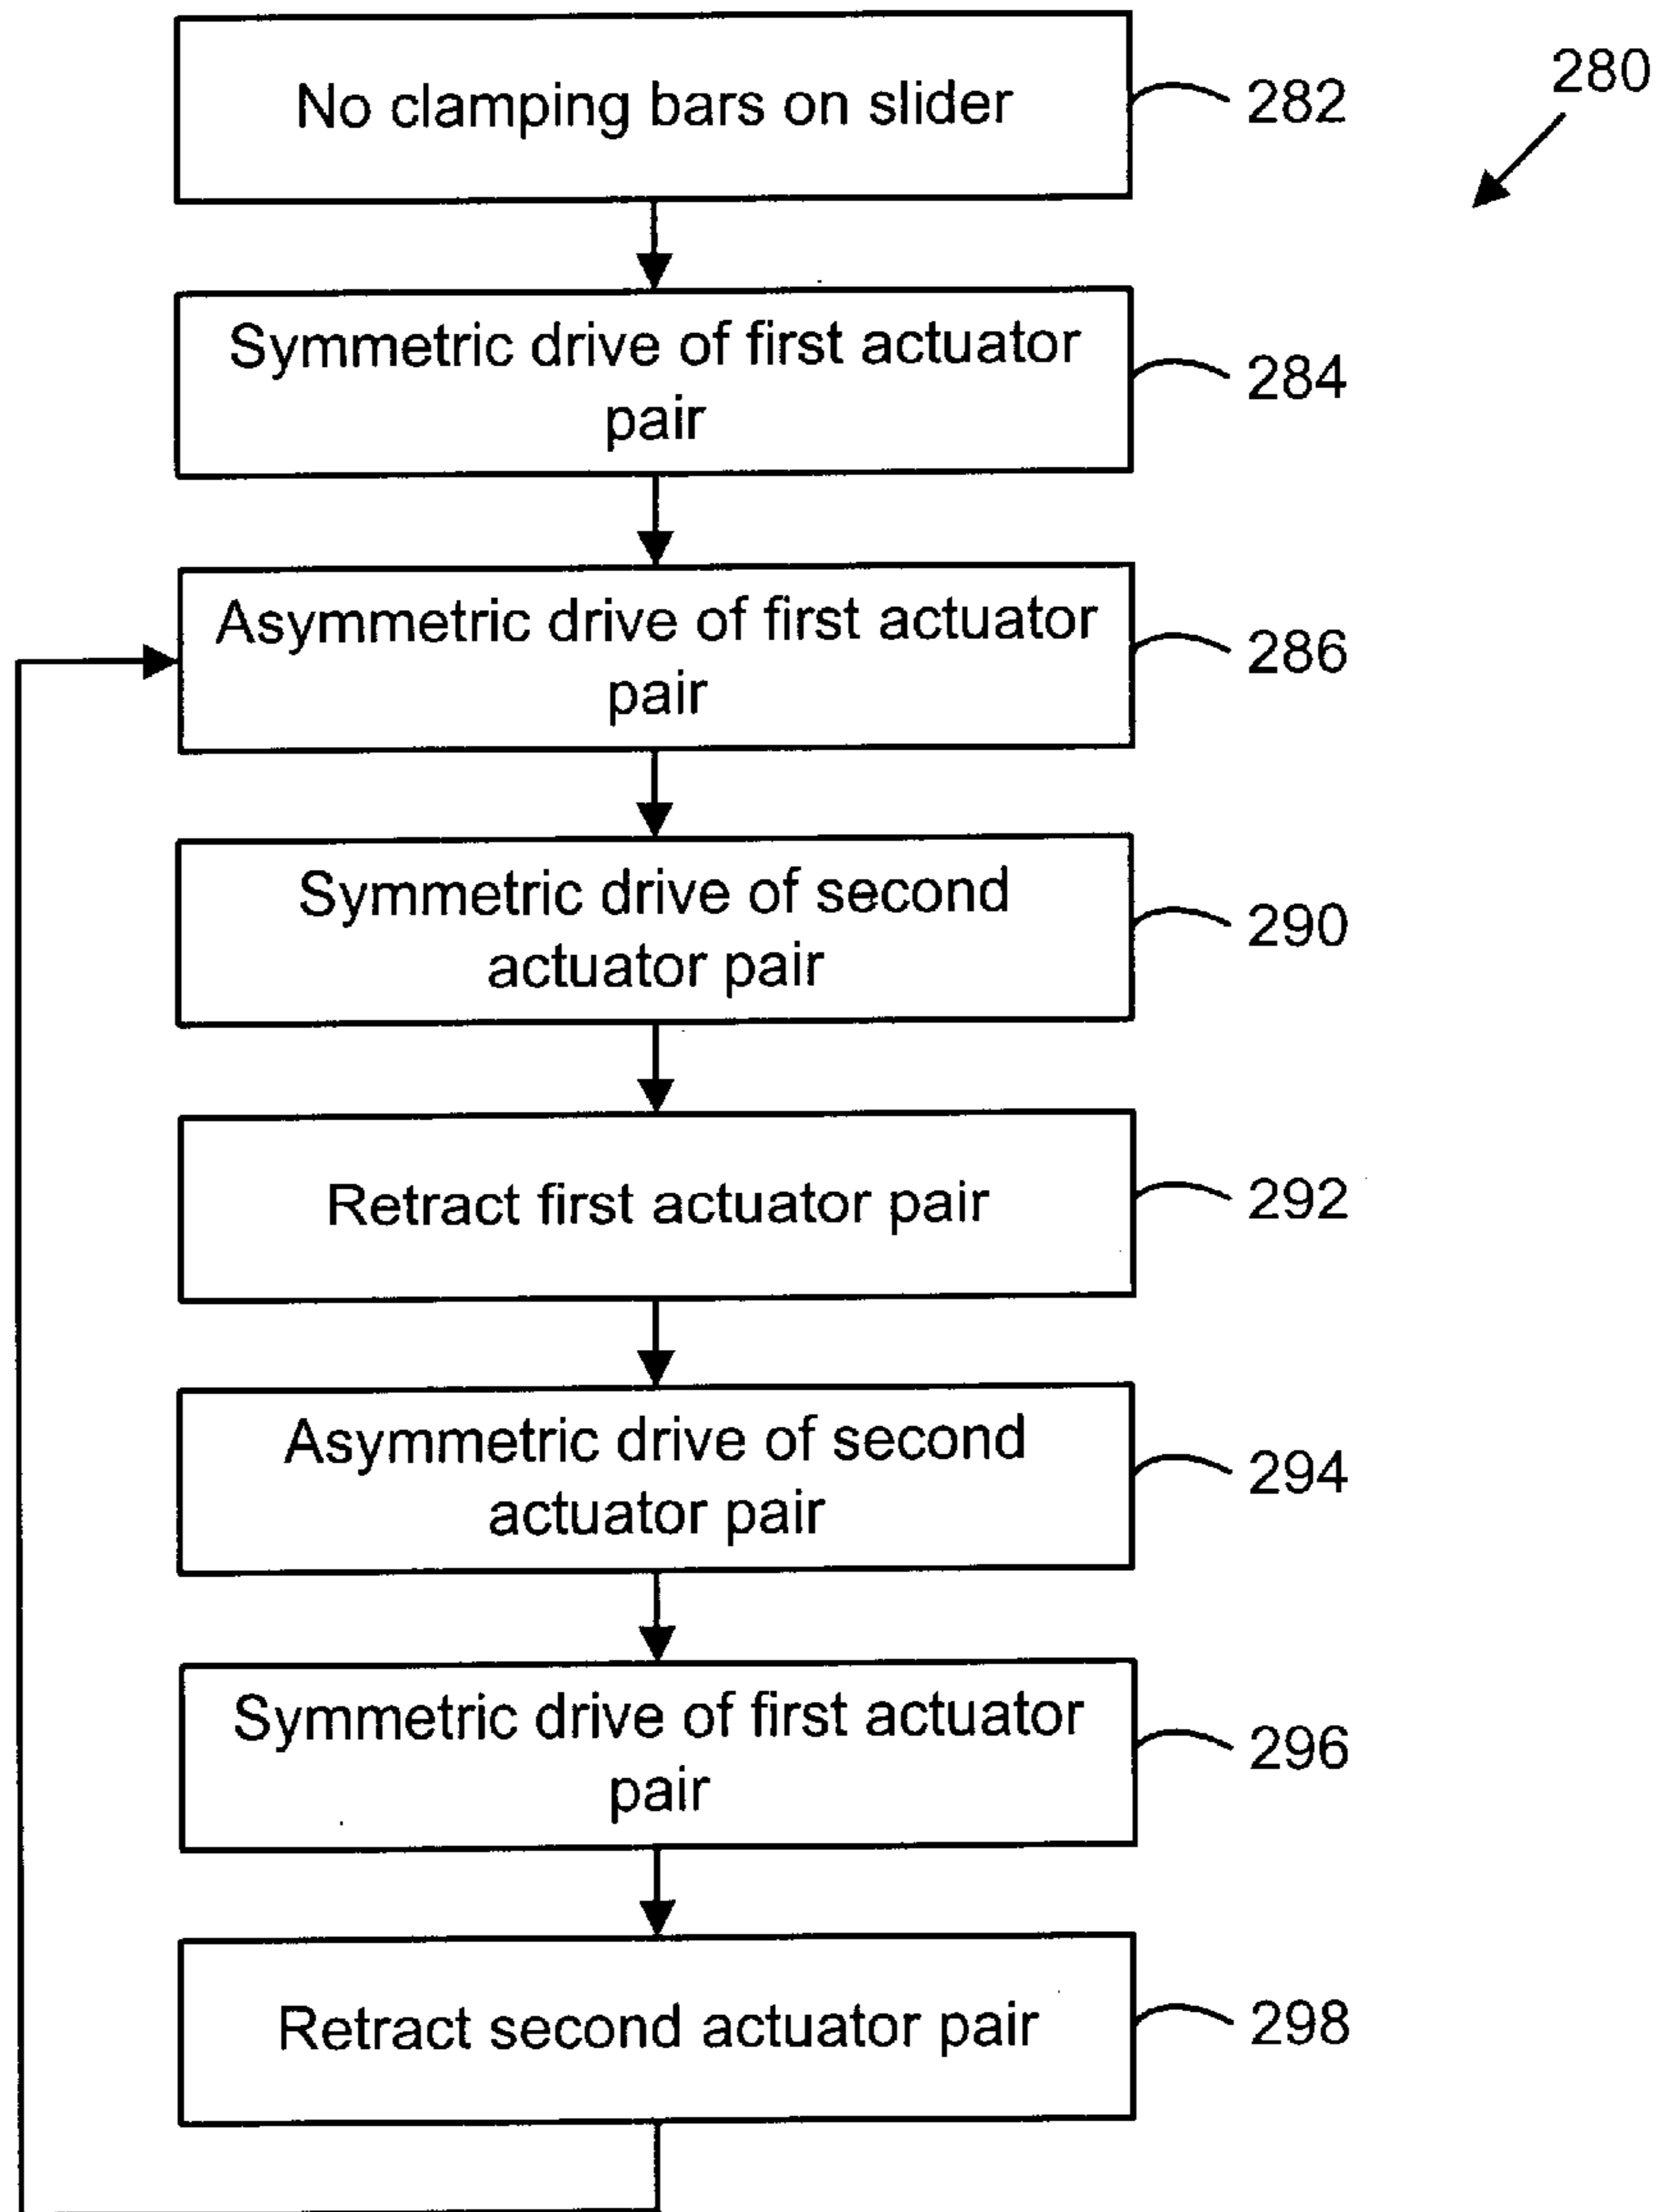 280
No clamping bars on slider
282
Symmetric drive of first actuator
pair
284
Asymmetric drive of first actuator
pair
286
Symmetric drive of second
actuator pair
290
Retract first actuator pair
292
Asymmetric drive of second
actuator pair
294
Symmetric drive of first actuator
pair
296
Retract second actuator pair
298